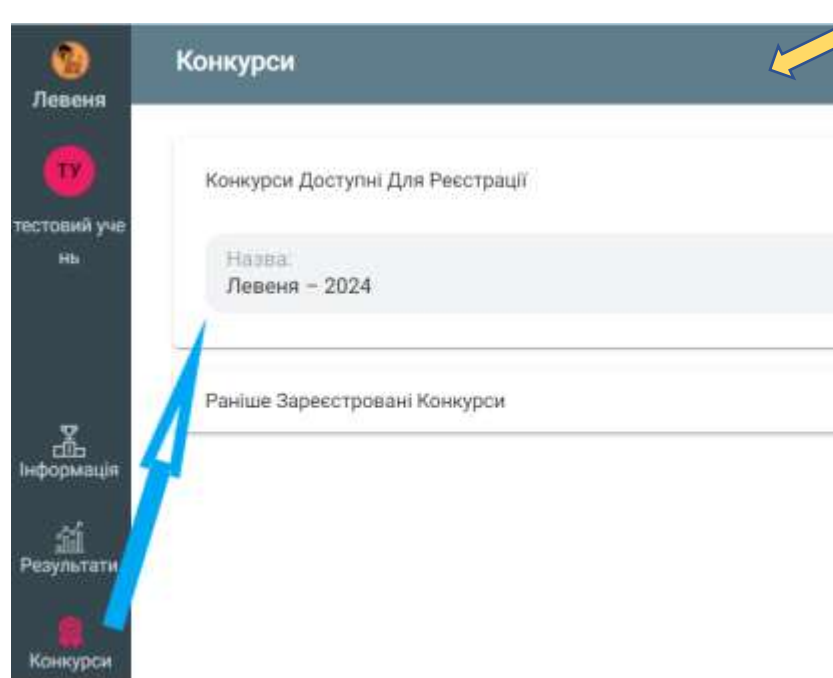 Левеня
ТУ
тестовий уче
нь
Інформація
Результати
Конкурси
Конкурси
Конкурси Доступні Для Реєстрації
Назва:
Левеня – 2024
Раніше Зареєстровані Конкурси